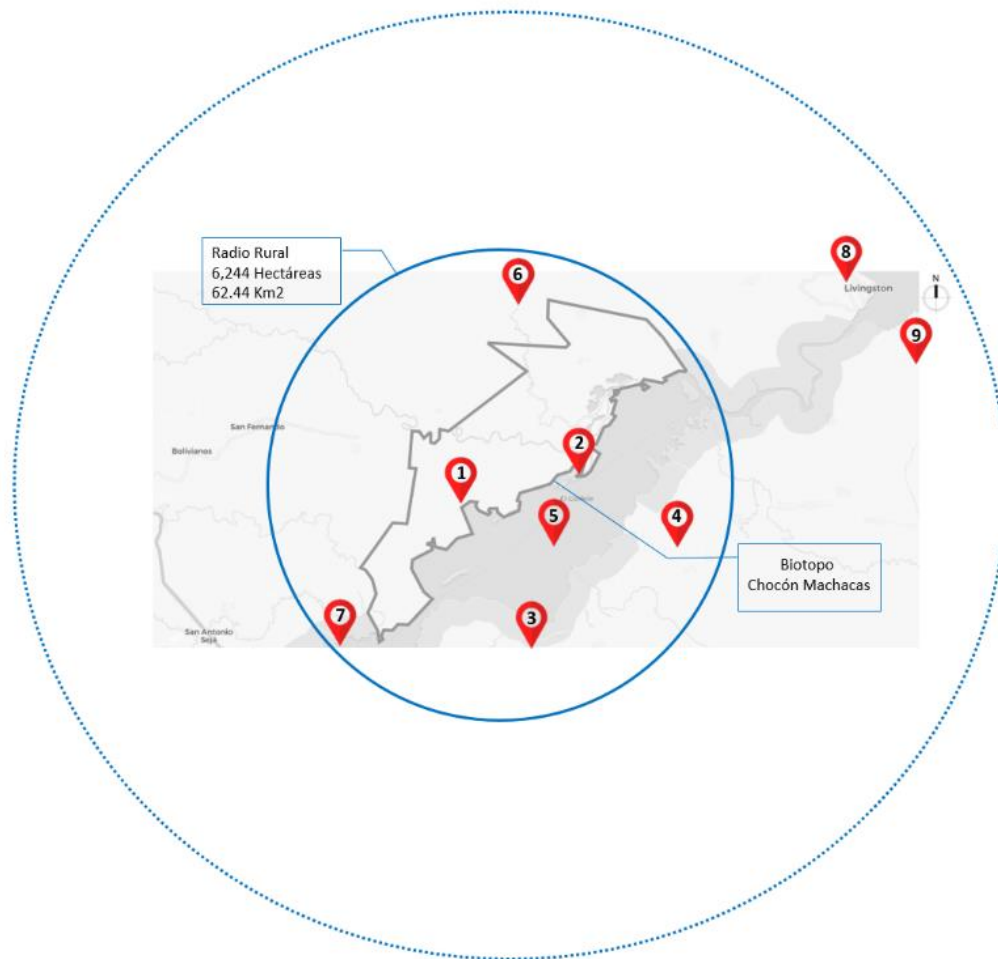 8
Radio Rural
6,244 Hectáreas
62.44 Km2
6
N
Livingston
9
San Fernando
2
Bolivianos
1
5
4
Biotopo
Chocón Machacas
7
3
San Antonio
Seja